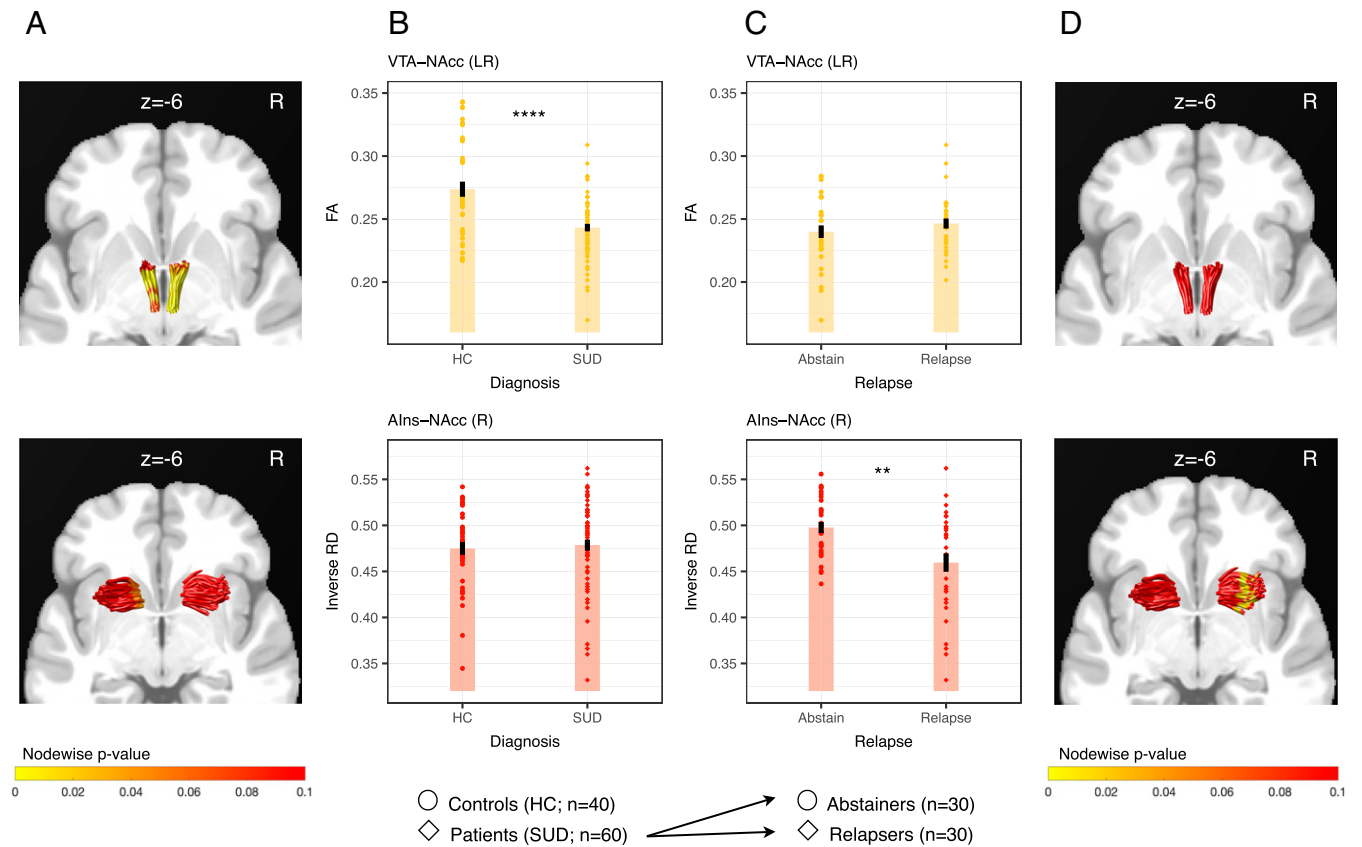 A
B
C
D
z=-6 R
VTA–NAcc (LR)
0.35
0.30
0.25
0.20
FA
****
HC SUD
Diagnosis
VTA–NAcc (LR)
0.35
0.30
0.25
0.20
FA
Abstain Relapse
Relapse
z=-6 R
z=-6 R
AIns–NAcc (R)
0.55
0.50
0.45
0.40
0.35
Inverse RD
HC SUD
Diagnosis
AIns–NAcc (R)
0.55
0.50
0.45
0.40
0.35
Inverse RD
**
Abstain Relapse
Relapse
z=-6 R
Nodewise p-value
0 0.02 0.04 0.06 0.08 0.1
Nodewise p-value
0 0.02 0.04 0.06 0.08 0.1
Controls (HC; n=40)
Patients (SUD; n=60)
Abstainers (n=30)
Relapsers (n=30)